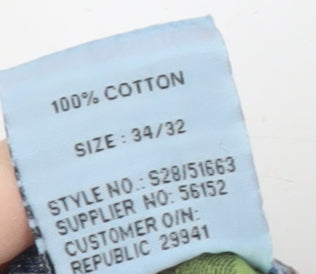 100% COTTON
SIZE : 34/32
STYLE NO.: S28/51663
SUPPLIER NO: 56152
CUSTOMER O/N:
REPUBLIC 29941